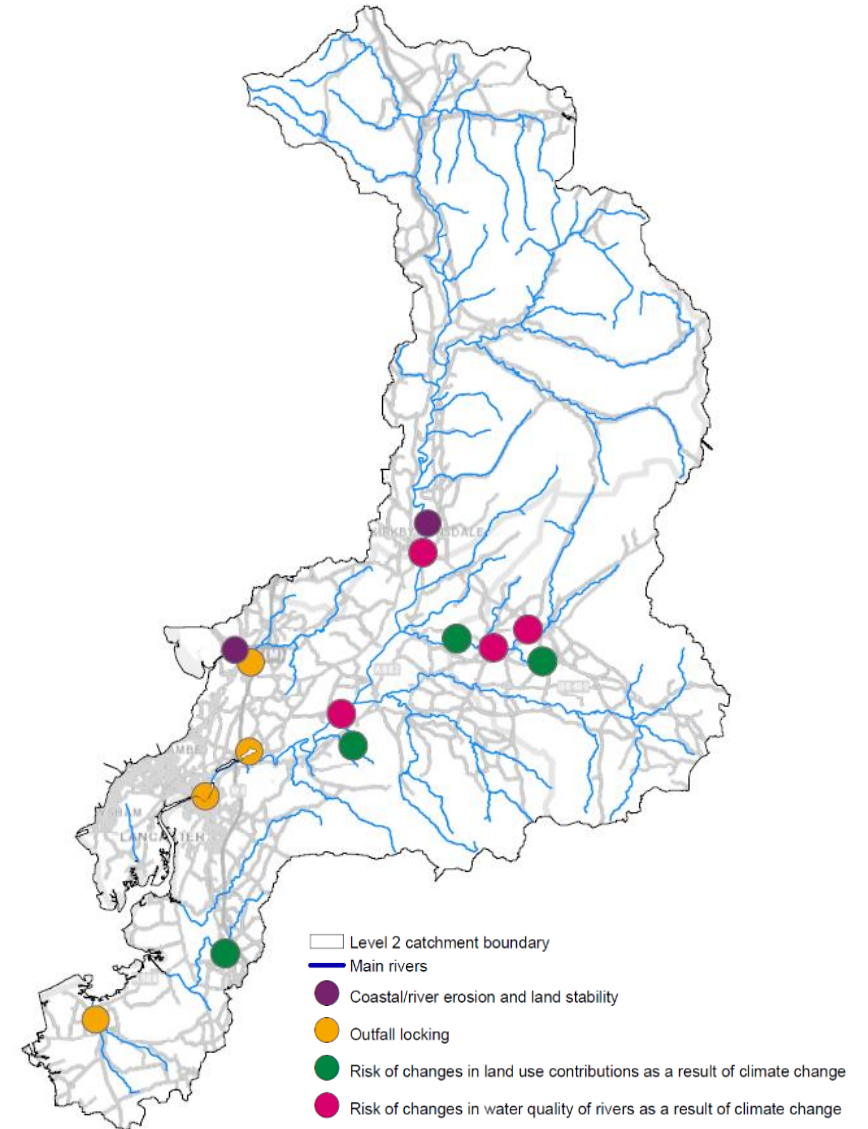 LANCASTER
Level 2 catchment boundary
Main rivers
Coastal/river erosion and land stability
Outfall locking
Risk of changes in land use contributions as a result of climate change
Risk of changes in water quality of rivers as a result of climate change